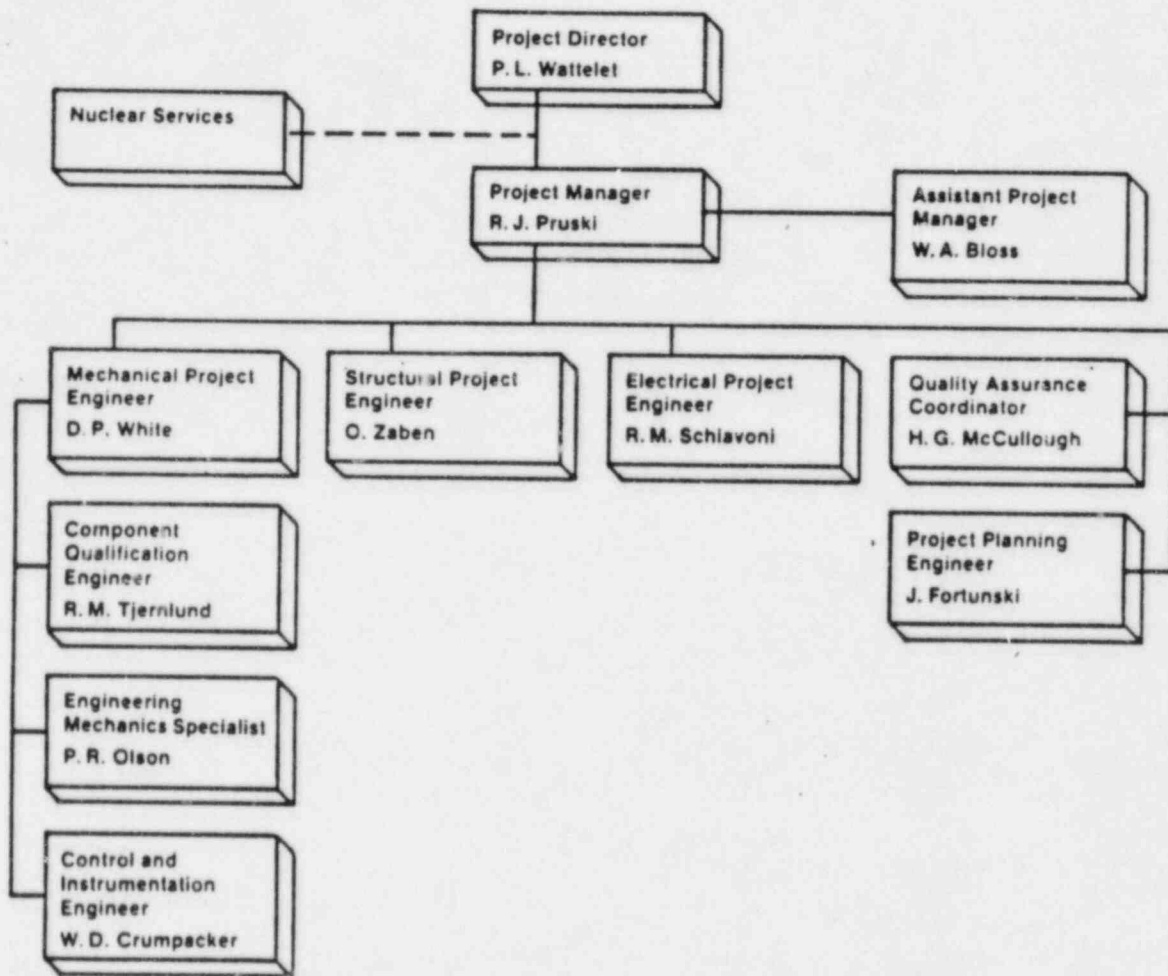 Project Director
P. L. Wattelet
Nuclear Services
Project Manager
R. J. Pruski
Assistant Project
Manager
W. A. Bloss
Mechanical Project
Engineer
D. P. White
Structural Project
Engineer
O. Zaben
Electrical Project
Engineer
R. M. Schiavoni
Quality Assurance
Coordinator
H. G. McCullough
Component
Qualification
Engineer
R. M. Tjernlund
Project Planning
Engineer
J. Fortunski
Engineering
Mechanics Specialist
P. R. Olson
Control and
Instrumentation
Engineer
W. D. Crumpacker